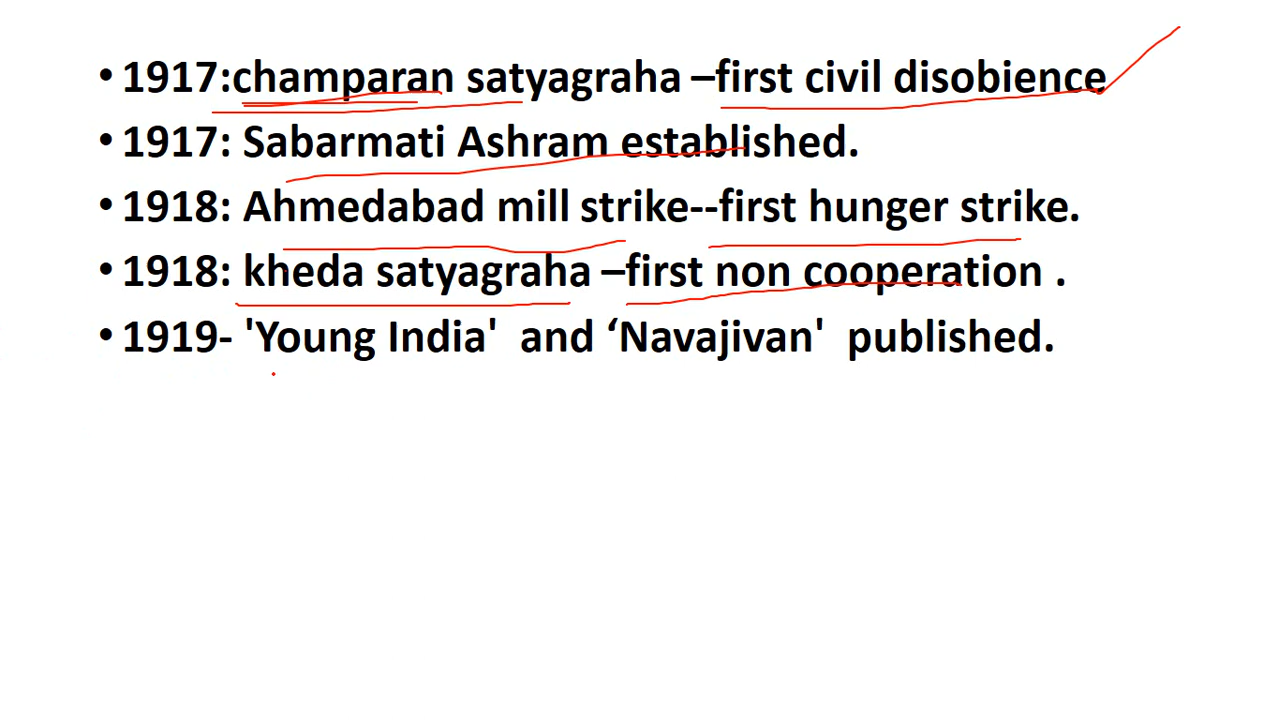 • 1917:champaran satyagraha –first civil disobience
• 1917: Sabarmati Ashram established.
• 1918: Ahmedabad mill strike--first hunger strike.
• 1918: kheda satyagraha –first non cooperation .
• 1919- 'Young India'  and ‘Navajivan'  published.